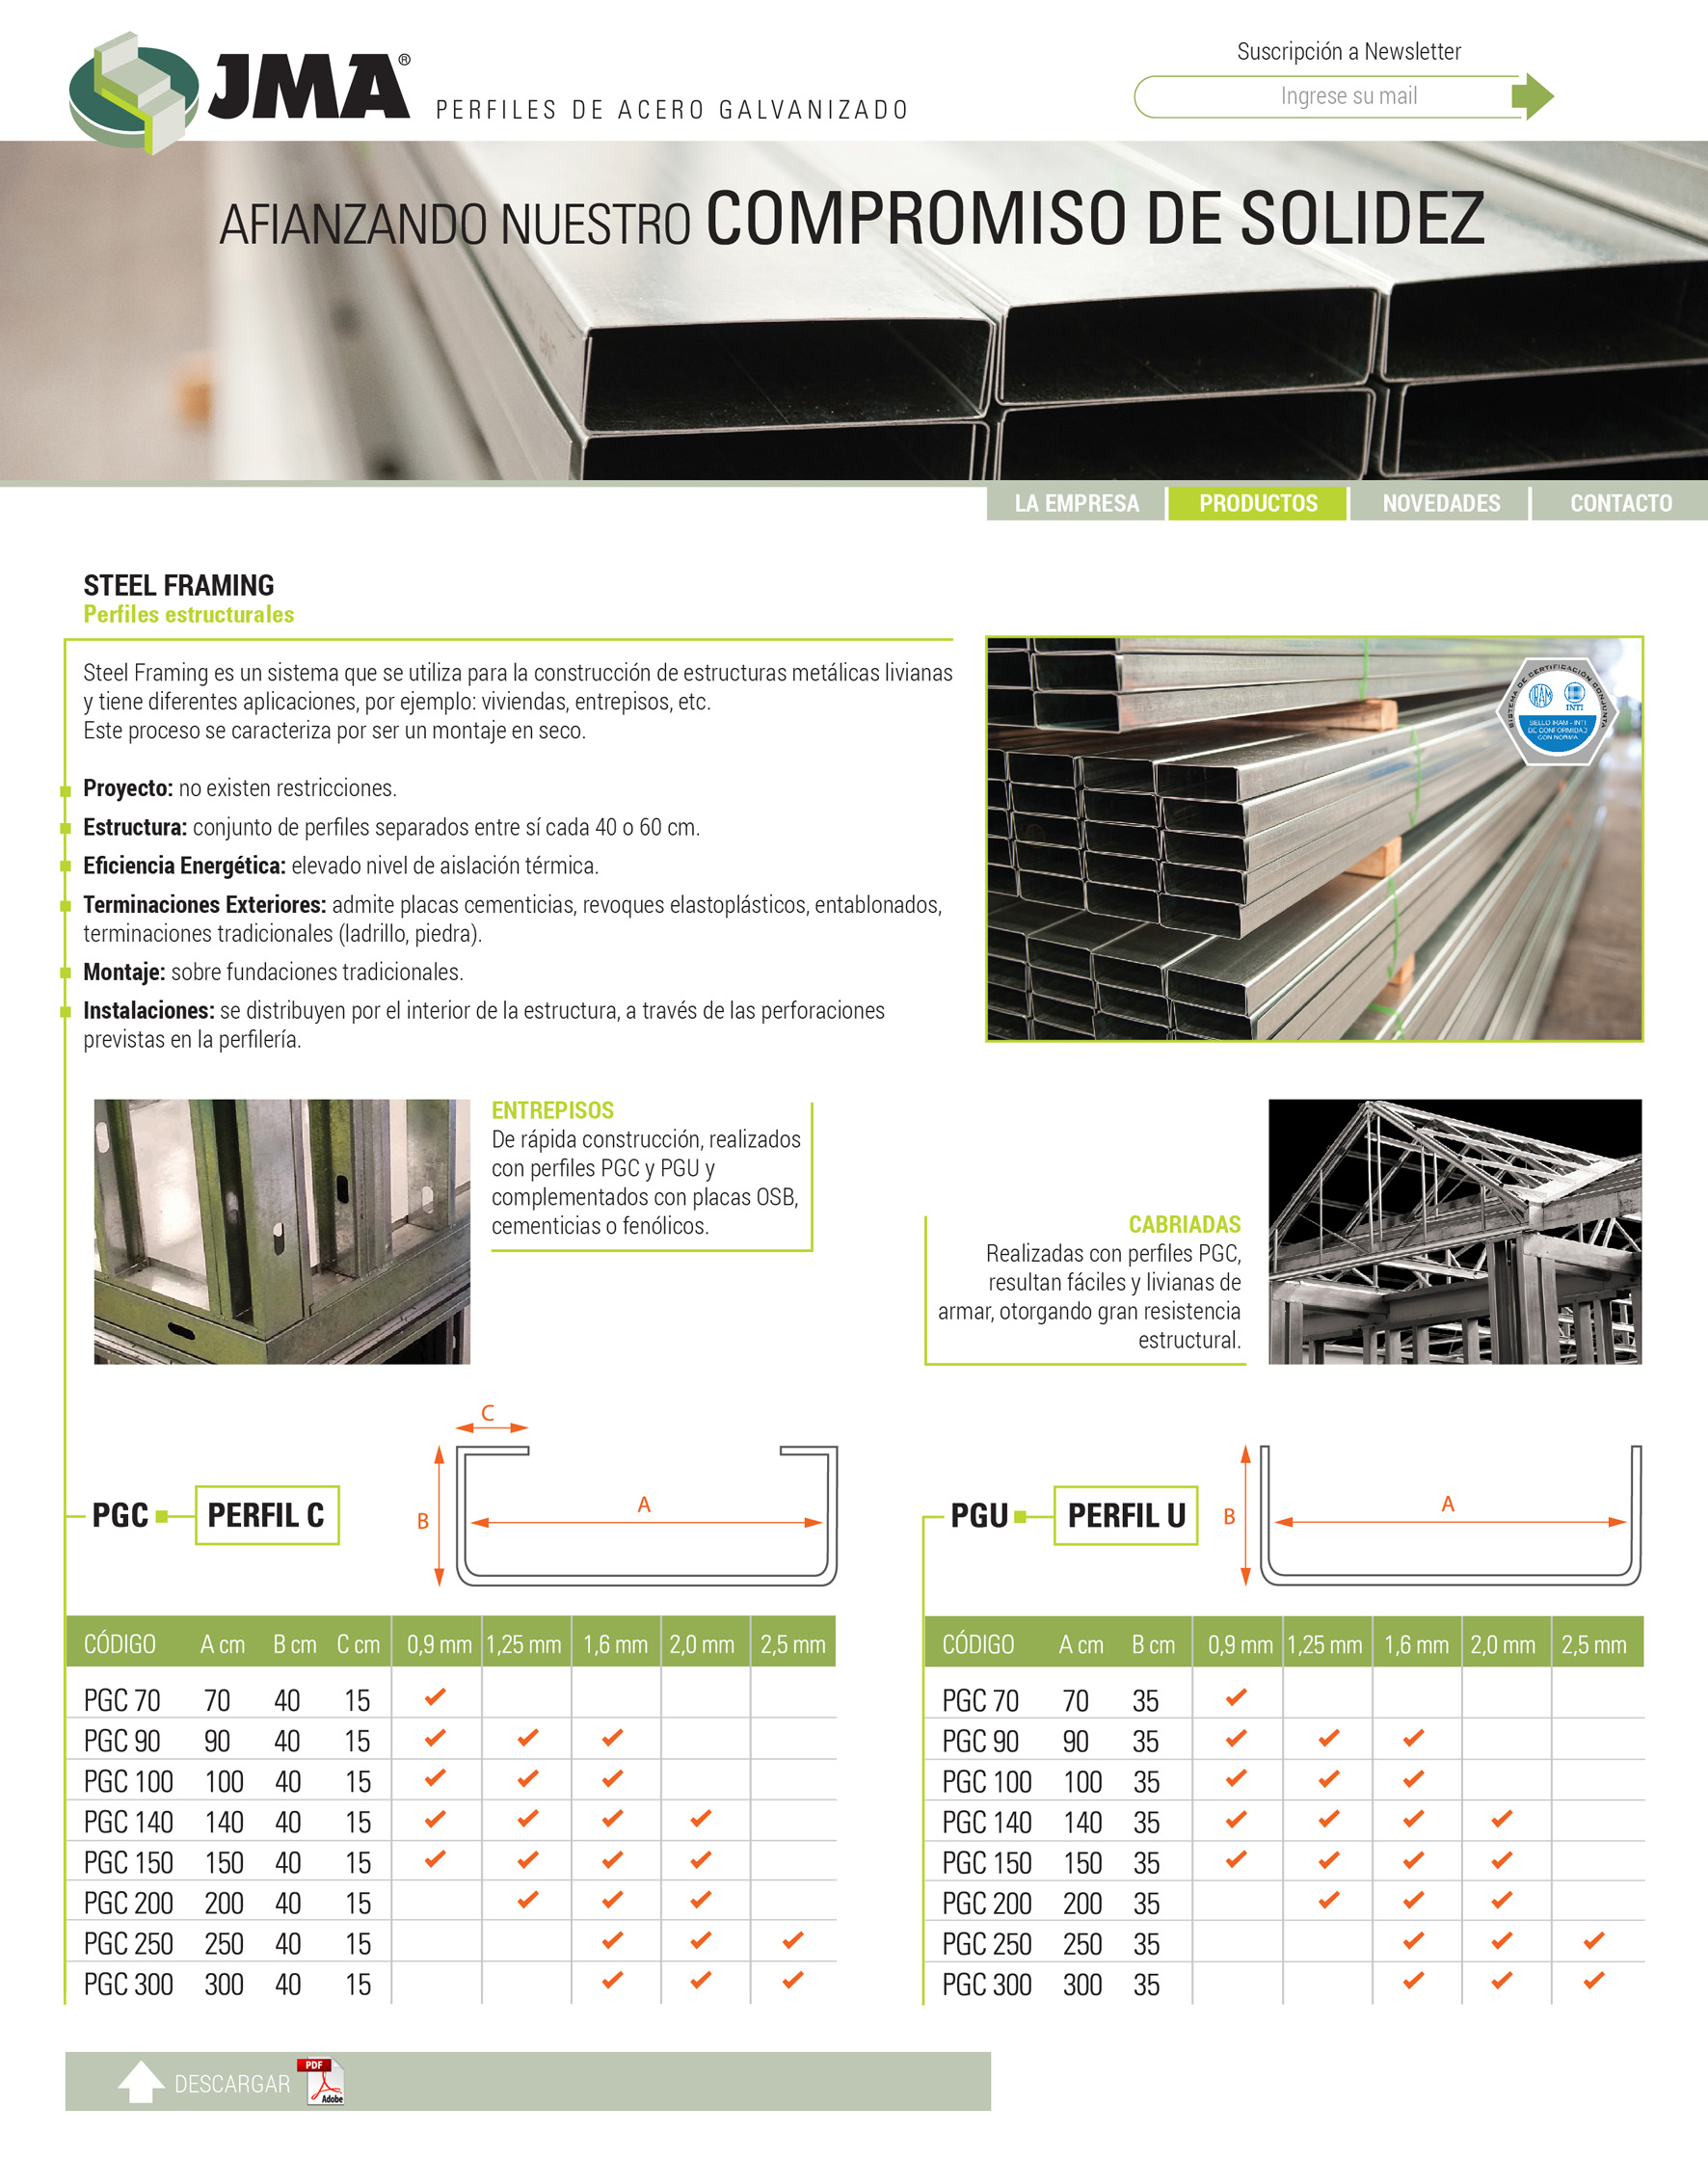 JMA®
PERFILES DE ACERO GALVANIZADO
Suscripción a Newsletter
Ingrese su mail
AFIANZANDO NUESTRO COMPROMISO DE SOLIDEZ
LA EMPRESA PRODUCTOS NOVEDADES CONTACTO
STEEL FRAMING
Perfiles estructurales
Steel Framing es un sistema que se utiliza para la construcción de estructuras metálicas livianas
y tiene diferentes aplicaciones, por ejemplo: viviendas, entrepisos, etc.
Este proceso se caracteriza por ser un montaje en seco.
Proyecto: no existen restricciones.
Estructura: conjunto de perfiles separados entre sí cada 40 o 60 cm.
Eficiencia Energética: elevado nivel de aislación térmica.
Terminaciones Exteriores: admite placas cementicias, revoques elastoplásticos, entablonados,
terminaciones tradicionales (ladrillo, piedra).
Montaje: sobre fundaciones tradicionales.
Instalaciones: se distribuyen por el interior de la estructura, a través de las perforaciones
previstas en la perfilería.
SISTEMA DE CERTIFICACIÓN CONJUNTA
IRAM INTI
SELLO IRAM - INTI
DE CONFORMIDAD
CON NORMA
ENTREPISOS
De rápida construcción, realizados
con perfiles PGC y PGU y
complementados con placas OSB,
cementicias o fenólicos.
CABRIADAS
Realizadas con perfiles PGC,
resultan fáciles y livianas de
armar, otorgando gran resistencia
estructural.
PGC PERFIL C
C
B
A
PGU PERFIL U
B
A
CÓDIGO A cm B cm C cm 0,9 mm 1,25 mm 1,6 mm 2,0 mm 2,5 mm
PGC 70 70 40 15 ✓
PGC 90 90 40 15 ✓ ✓ ✓
PGC 100 100 40 15 ✓ ✓ ✓
PGC 140 140 40 15 ✓ ✓ ✓ ✓
PGC 150 150 40 15 ✓ ✓ ✓ ✓
PGC 200 200 40 15 ✓ ✓ ✓
PGC 250 250 40 15 ✓ ✓ ✓
PGC 300 300 40 15 ✓ ✓ ✓
CÓDIGO A cm B cm 0,9 mm 1,25 mm 1,6 mm 2,0 mm 2,5 mm
PGC 70 70 35 ✓
PGC 90 90 35 ✓ ✓ ✓
PGC 100 100 35 ✓ ✓ ✓
PGC 140 140 35 ✓ ✓ ✓ ✓
PGC 150 150 35 ✓ ✓ ✓ ✓
PGC 200 200 35 ✓ ✓ ✓
PGC 250 250 35 ✓ ✓ ✓
PGC 300 300 35 ✓ ✓ ✓
DESCARGAR
PDF
Adobe